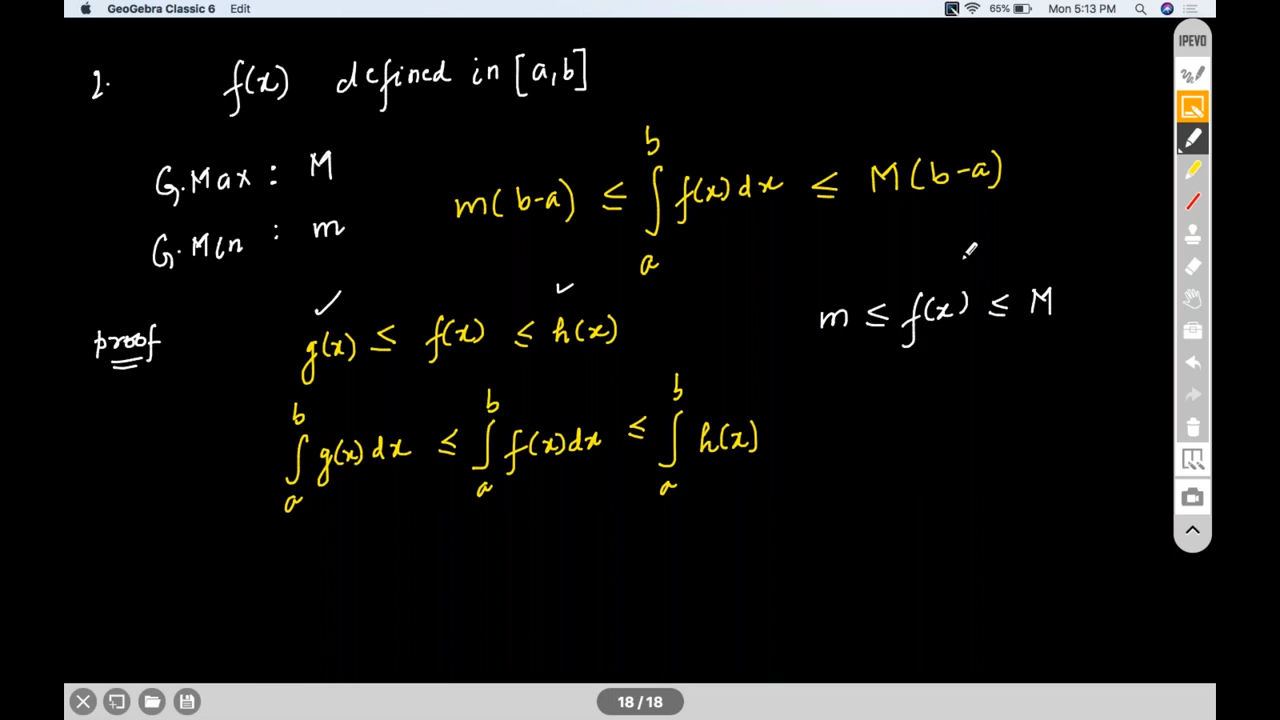 GeoGebra Classic 6 Edit 65% Mon 5:13 PM
IPEVO
2. f(x) defined in [a,b]
G.Max : M
m(b-a) ≤ ∫_a^b f(x)dx ≤ M(b-a)
G.Min : m
m ≤ f(x) ≤ M
proof g(x) ≤ f(x) ≤ h(x)
∫_a^b g(x)dx ≤ ∫_a^b f(x)dx ≤ ∫_a^b h(x)
18 / 18